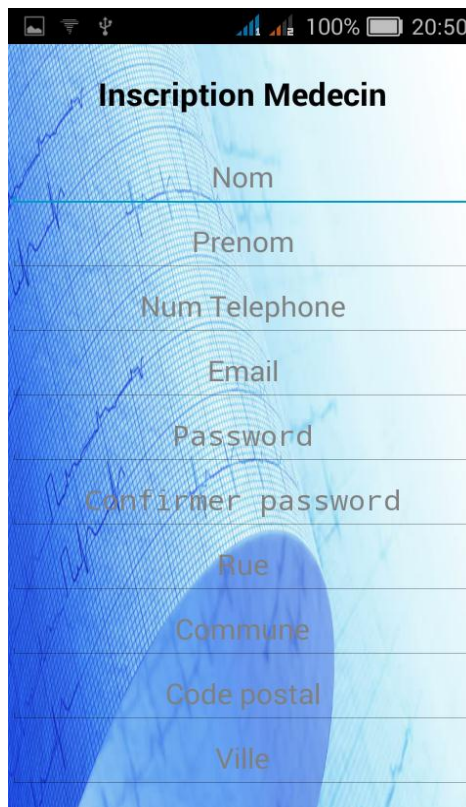 100% 20:50
Inscription Medecin
Nom
Prenom
Num Telephone
Email
Password
Confirmer password
Rue
Commune
Code postal
Ville